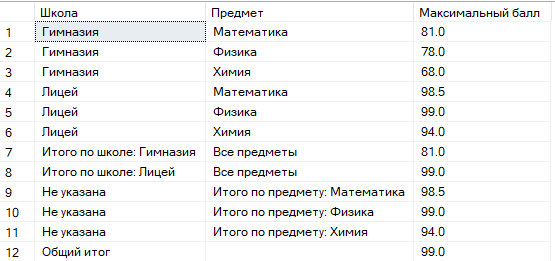 Школа Предмет Максимальный балл
1 Гимназия Математика 81.0
2 Гимназия Физика 78.0
3 Гимназия Химия 68.0
4 Лицей Математика 98.5
5 Лицей Физика 99.0
6 Лицей Химия 94.0
7 Итого по школе: Гимназия Все предметы 81.0
8 Итого по школе: Лицей Все предметы 99.0
9 Не указана Итого по предмету: Математика 98.5
10 Не указана Итого по предмету: Физика 99.0
11 Не указана Итого по предмету: Химия 94.0
12 Общий итог 99.0